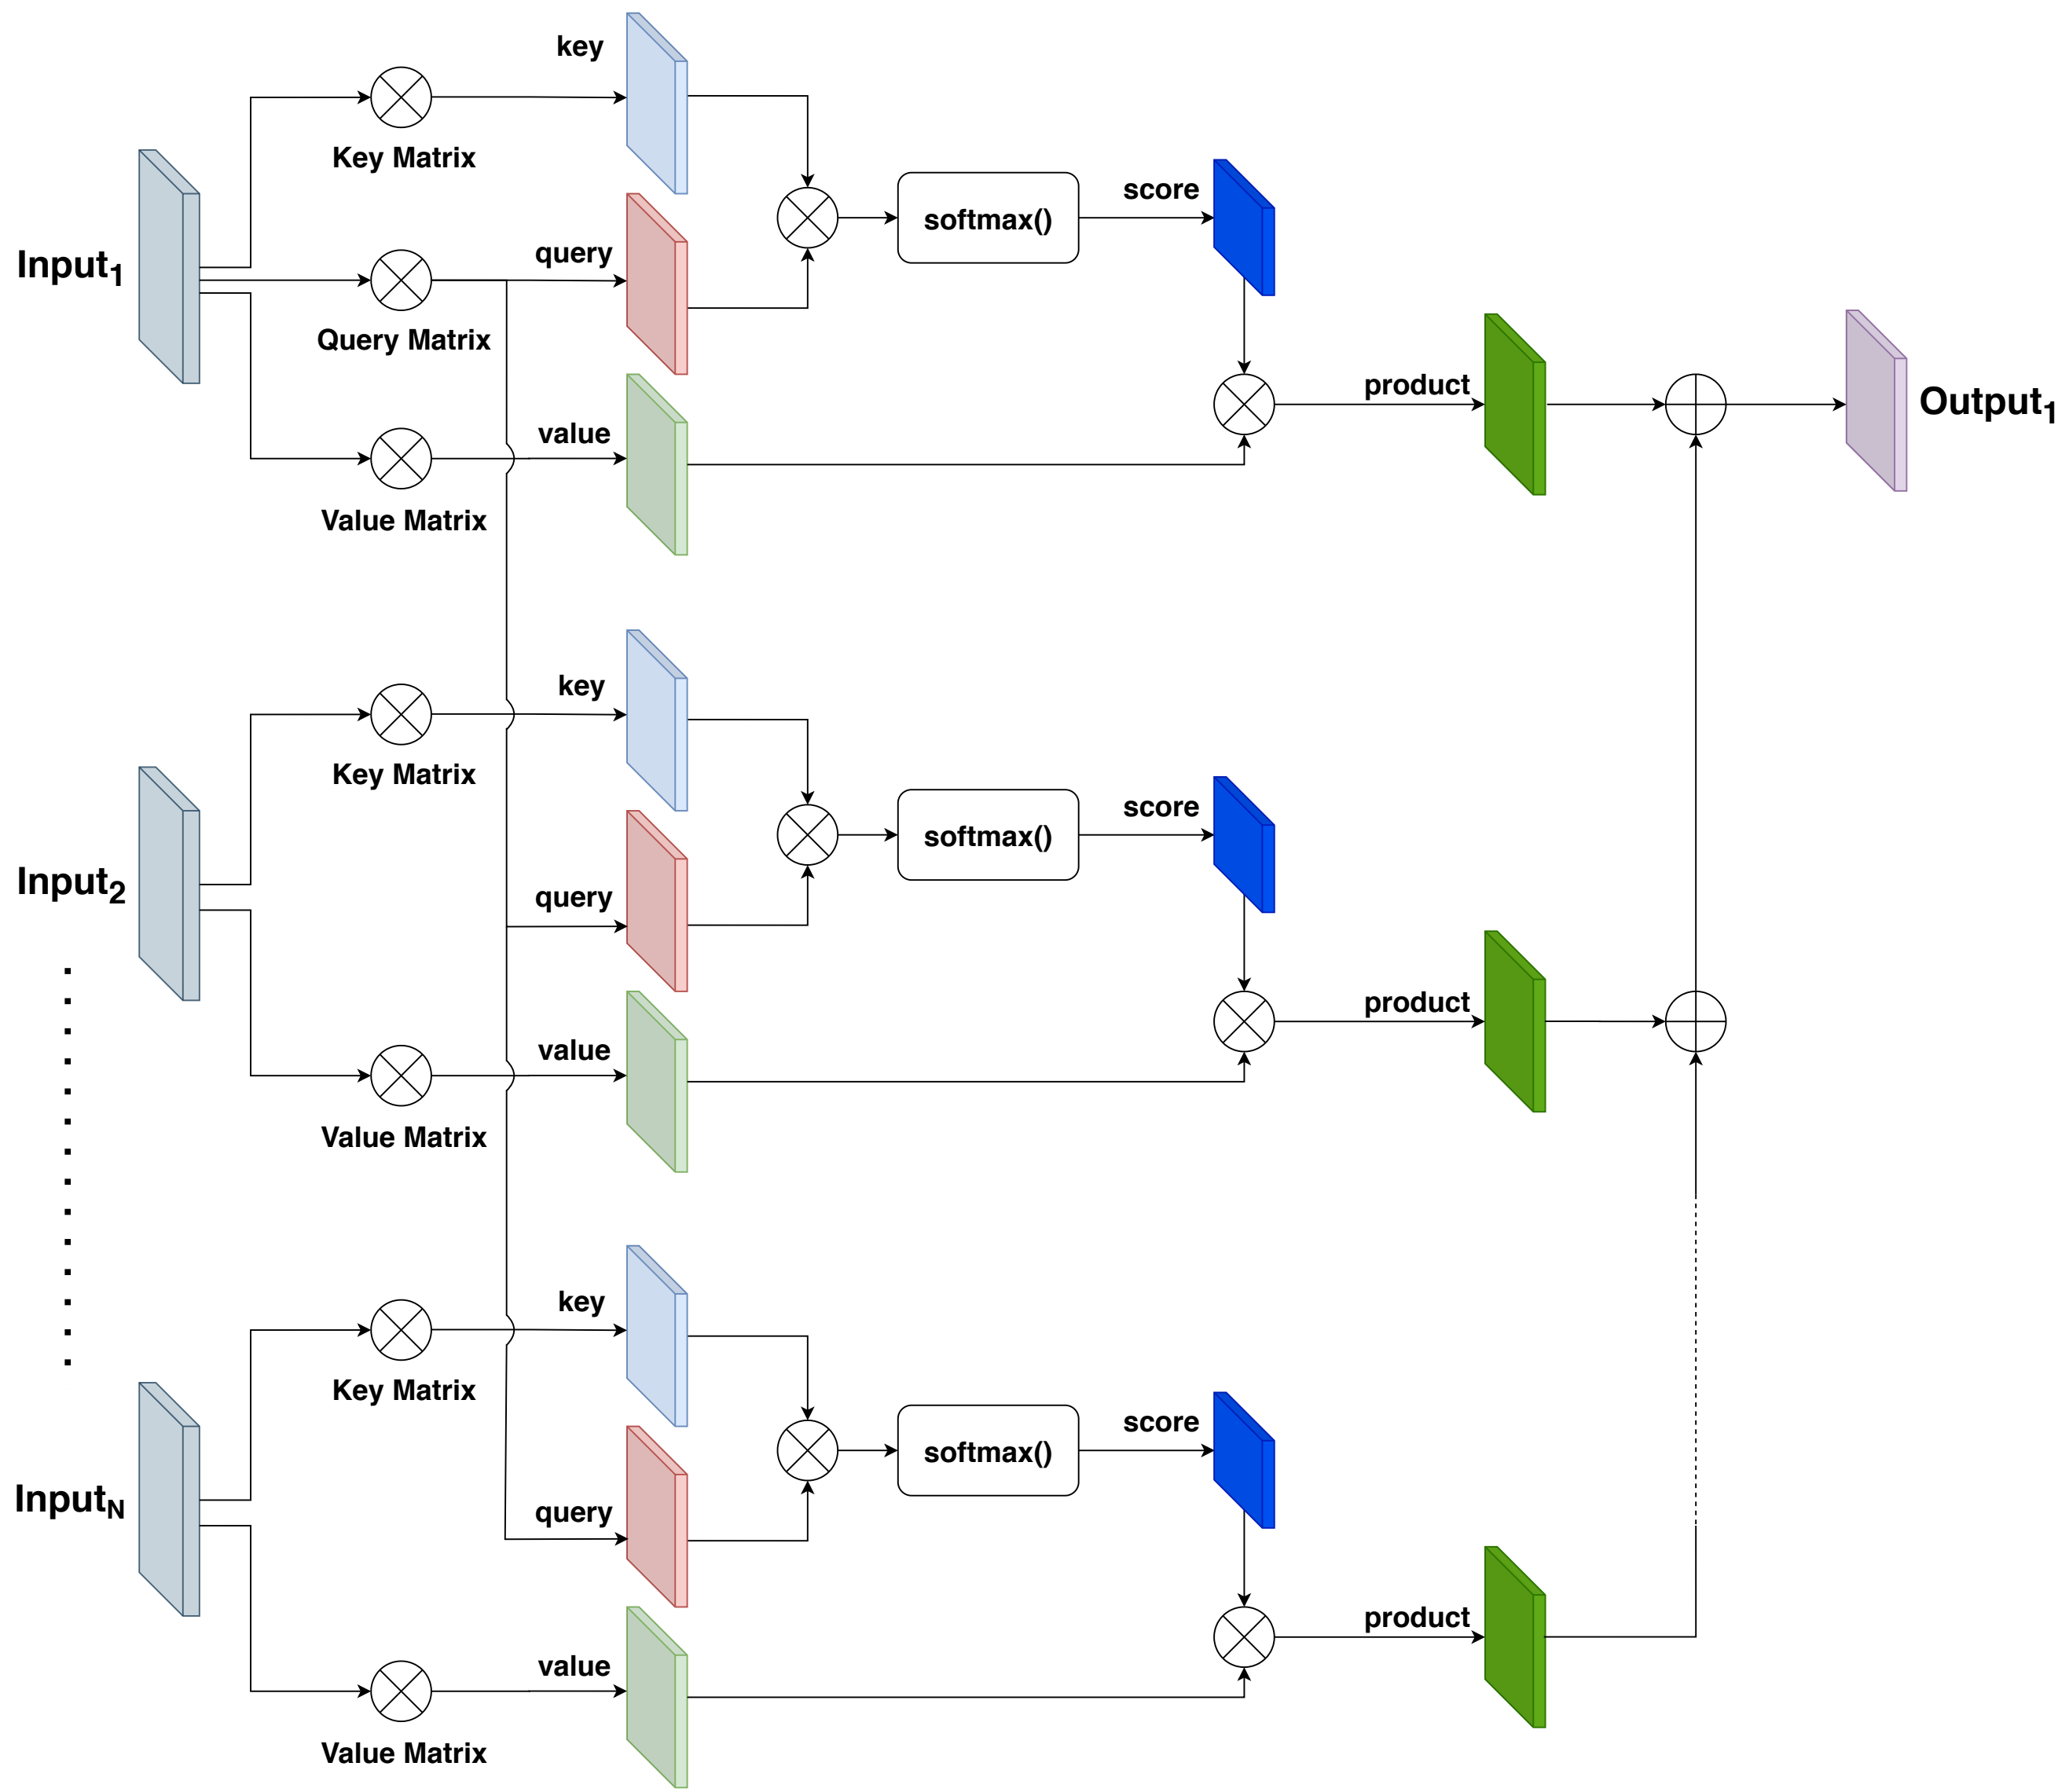 key
Key Matrix
score
softmax()
query
Input₁
Query Matrix
product
Output₁
value
Value Matrix
key
Key Matrix
score
softmax()
Input₂
query
product
value
Value Matrix
key
Key Matrix
score
softmax()
Input_N
query
product
value
Value Matrix